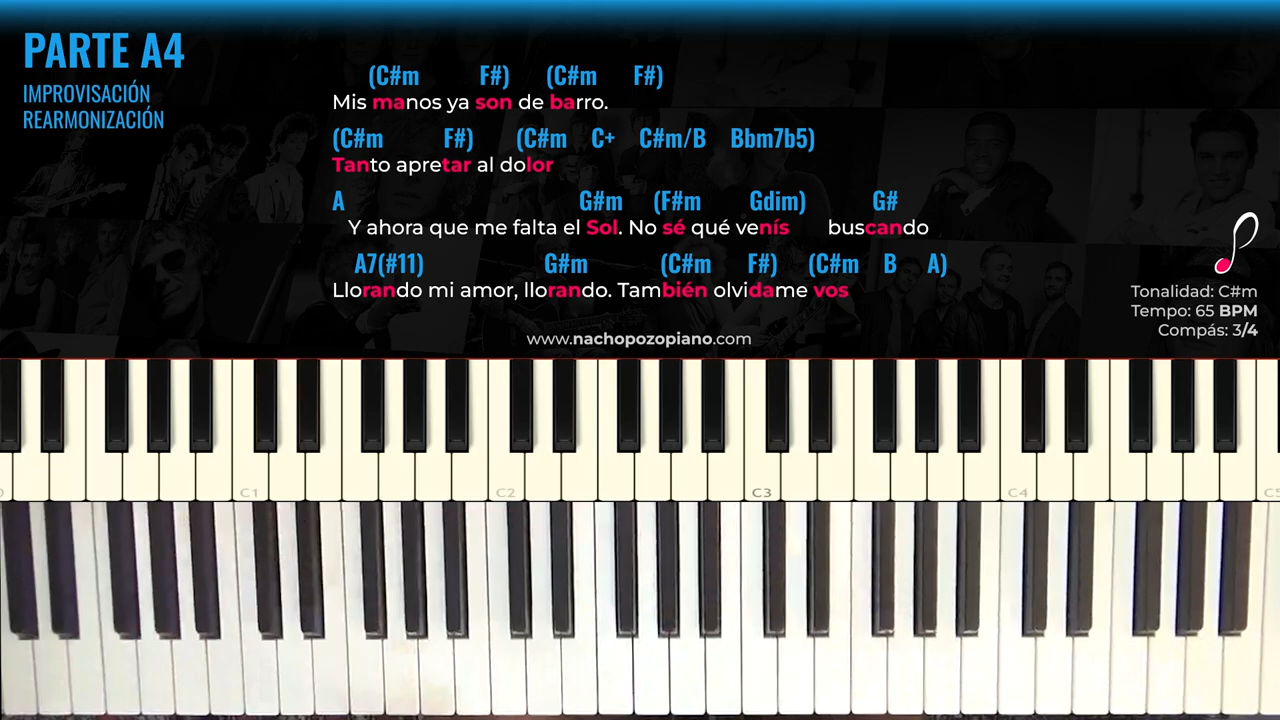 PARTE A4
IMPROVISACIÓN
REARMONIZACIÓN
(C#m F#) (C#m F#)
Mis manos ya son de barro.
(C#m F#) (C#m C+ C#m/B Bbm7b5)
Tanto apretar al dolor
A G#m (F#m Gdim) G#
Y ahora que me falta el Sol. No sé qué venís buscando
A7(#11) G#m (C#m F#) (C#m B A)
Llorando mi amor, llorando. También olvidame vos
Tonalidad: C#m
Tempo: 65 BPM
Compás: 3/4
www.nachopozopiano.com
C1 C2 C3 C4